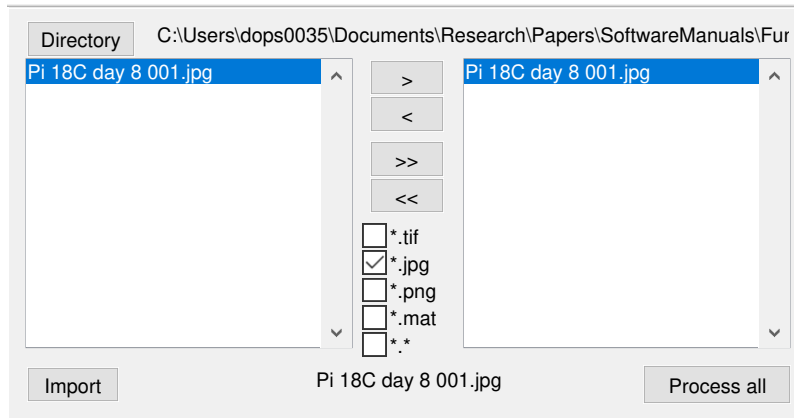 Directory C:\Users\dops0035\Documents\Research\Papers\SoftwareManuals\Fur
Pi 18C day 8 001.jpg > Pi 18C day 8 001.jpg
<
>>
<<
*.tif
*.jpg
*.png
*.mat
*.*
Import Pi 18C day 8 001.jpg Process all